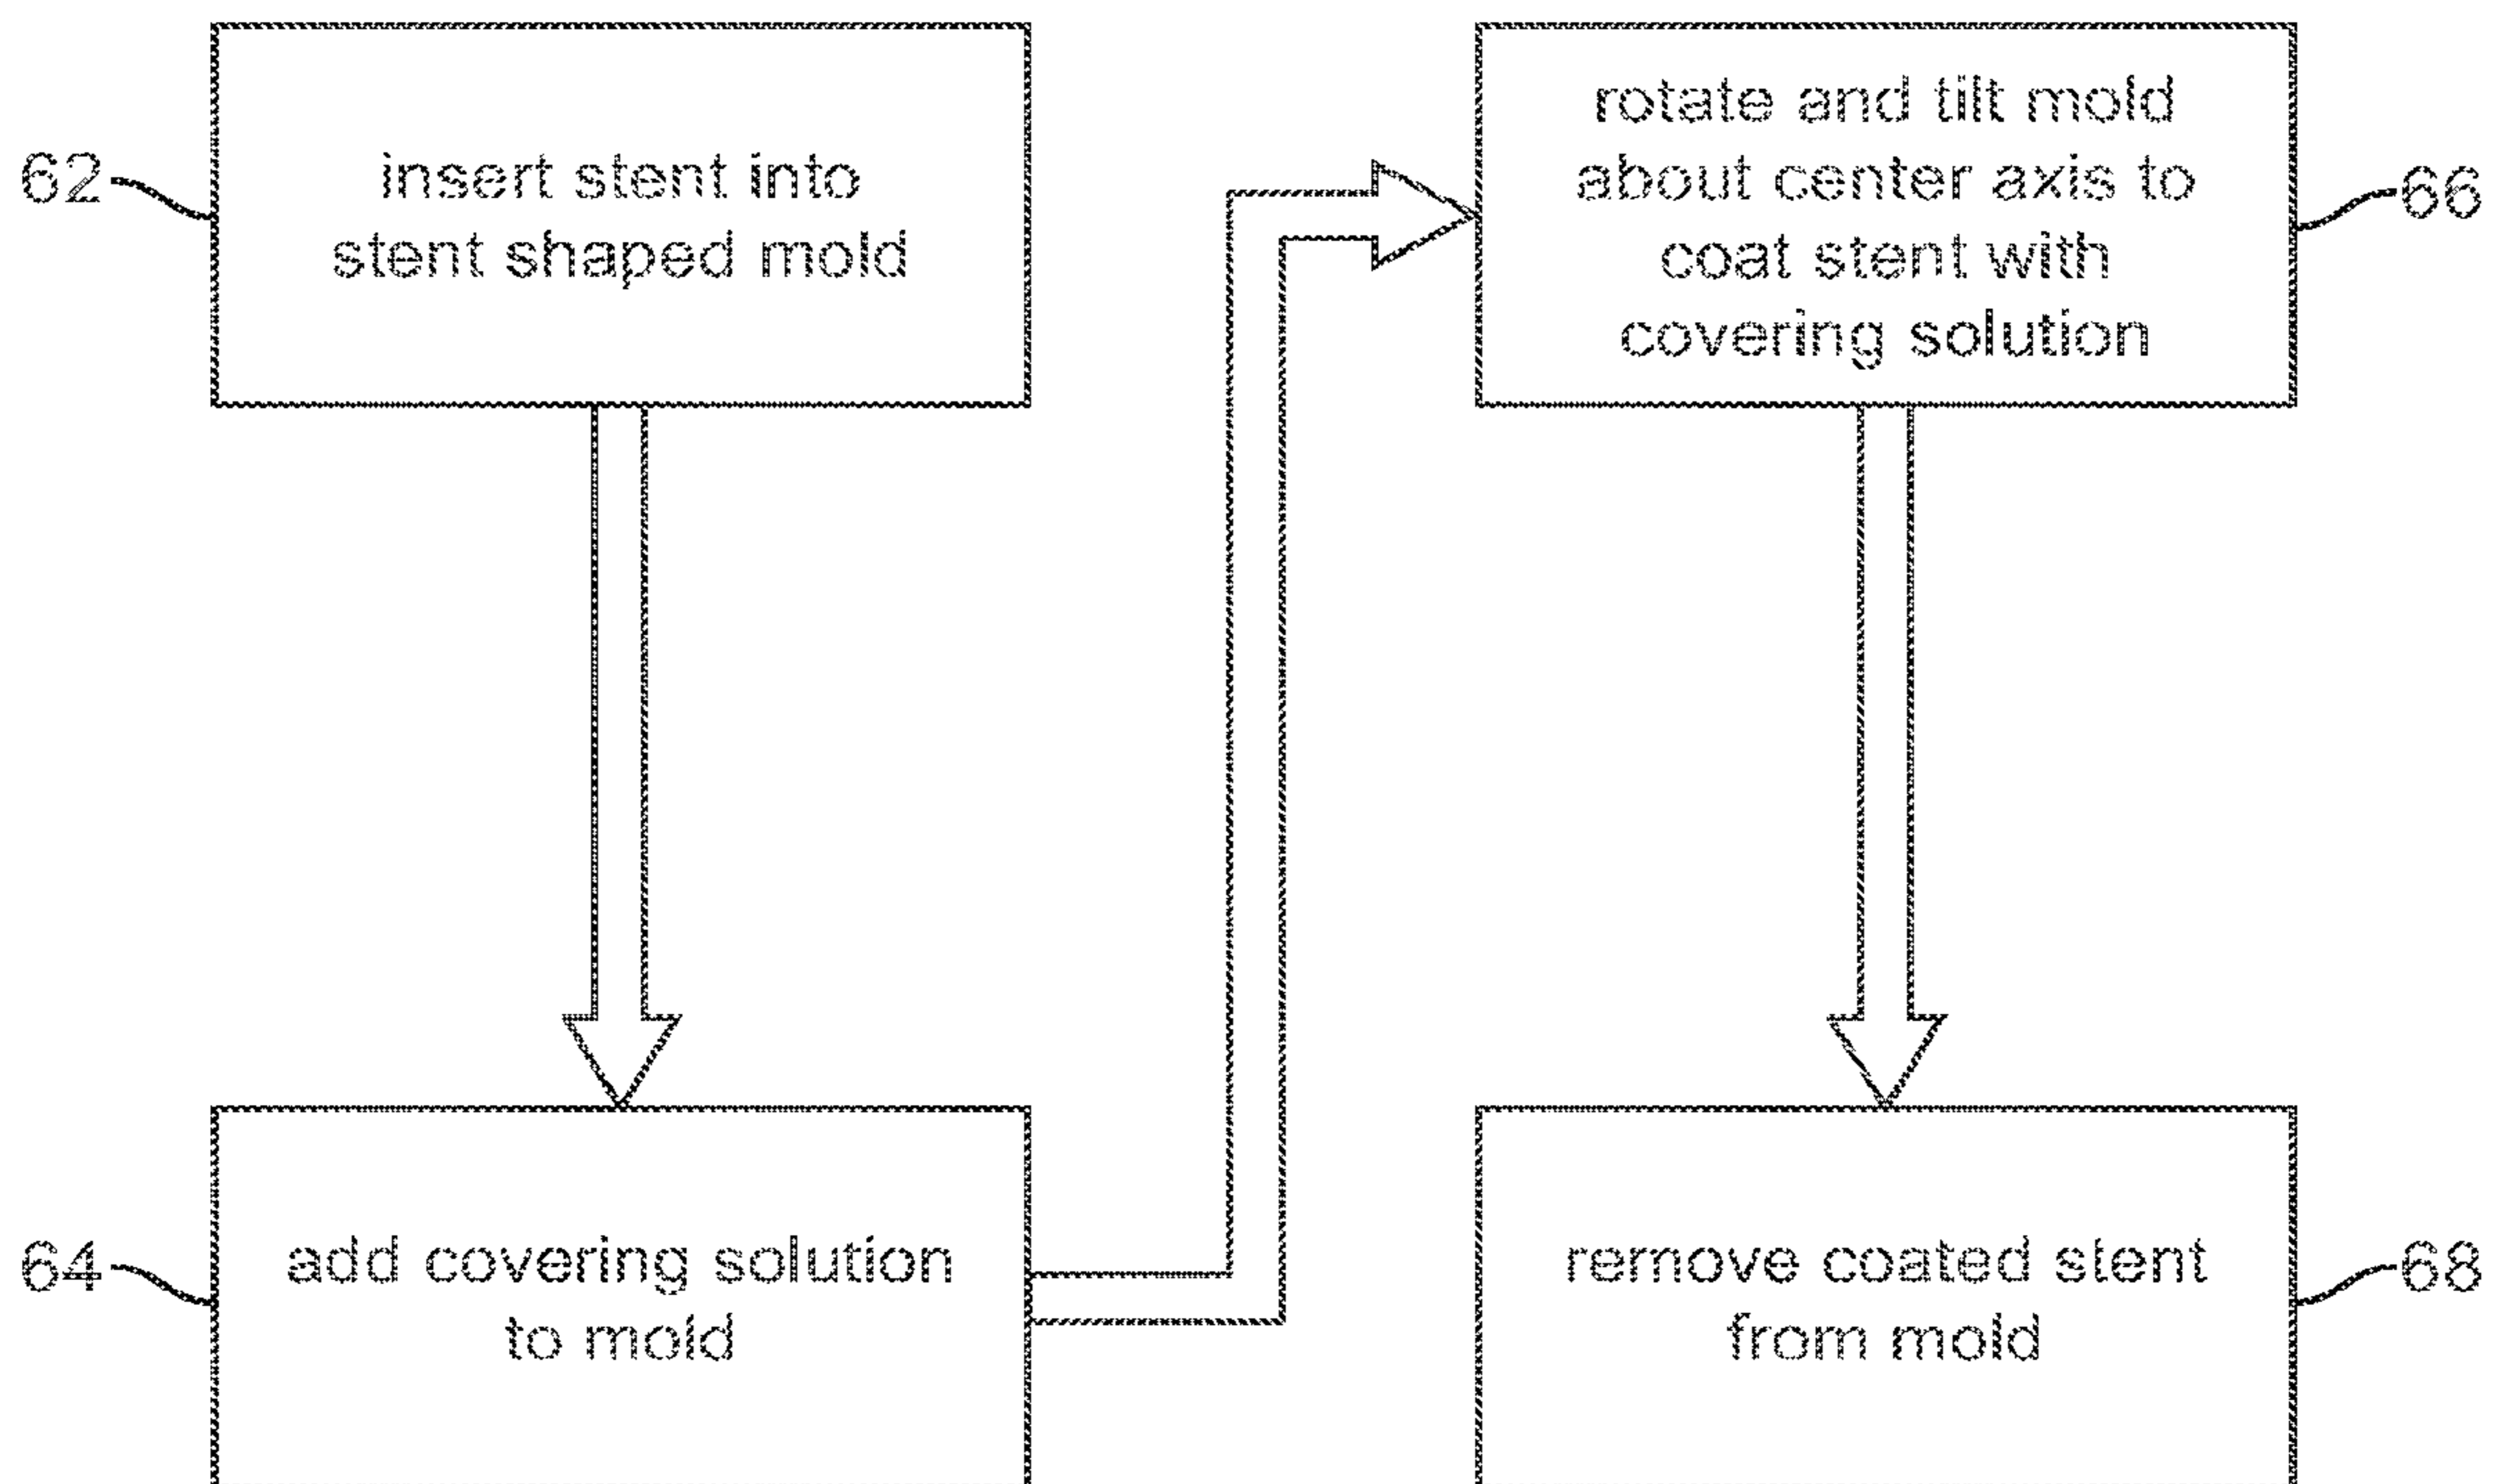 62
insert stent into
stent shaped mold
64
add covering solution
to mold
rotate and tilt mold
about center axis to
coat stent with
covering solution
66
remove coated stent
from mold
68